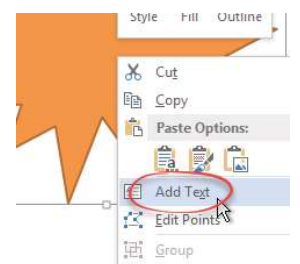 Style Fill Outline
Cut
Copy
Paste Options:
Add Text
Edit Points
Group